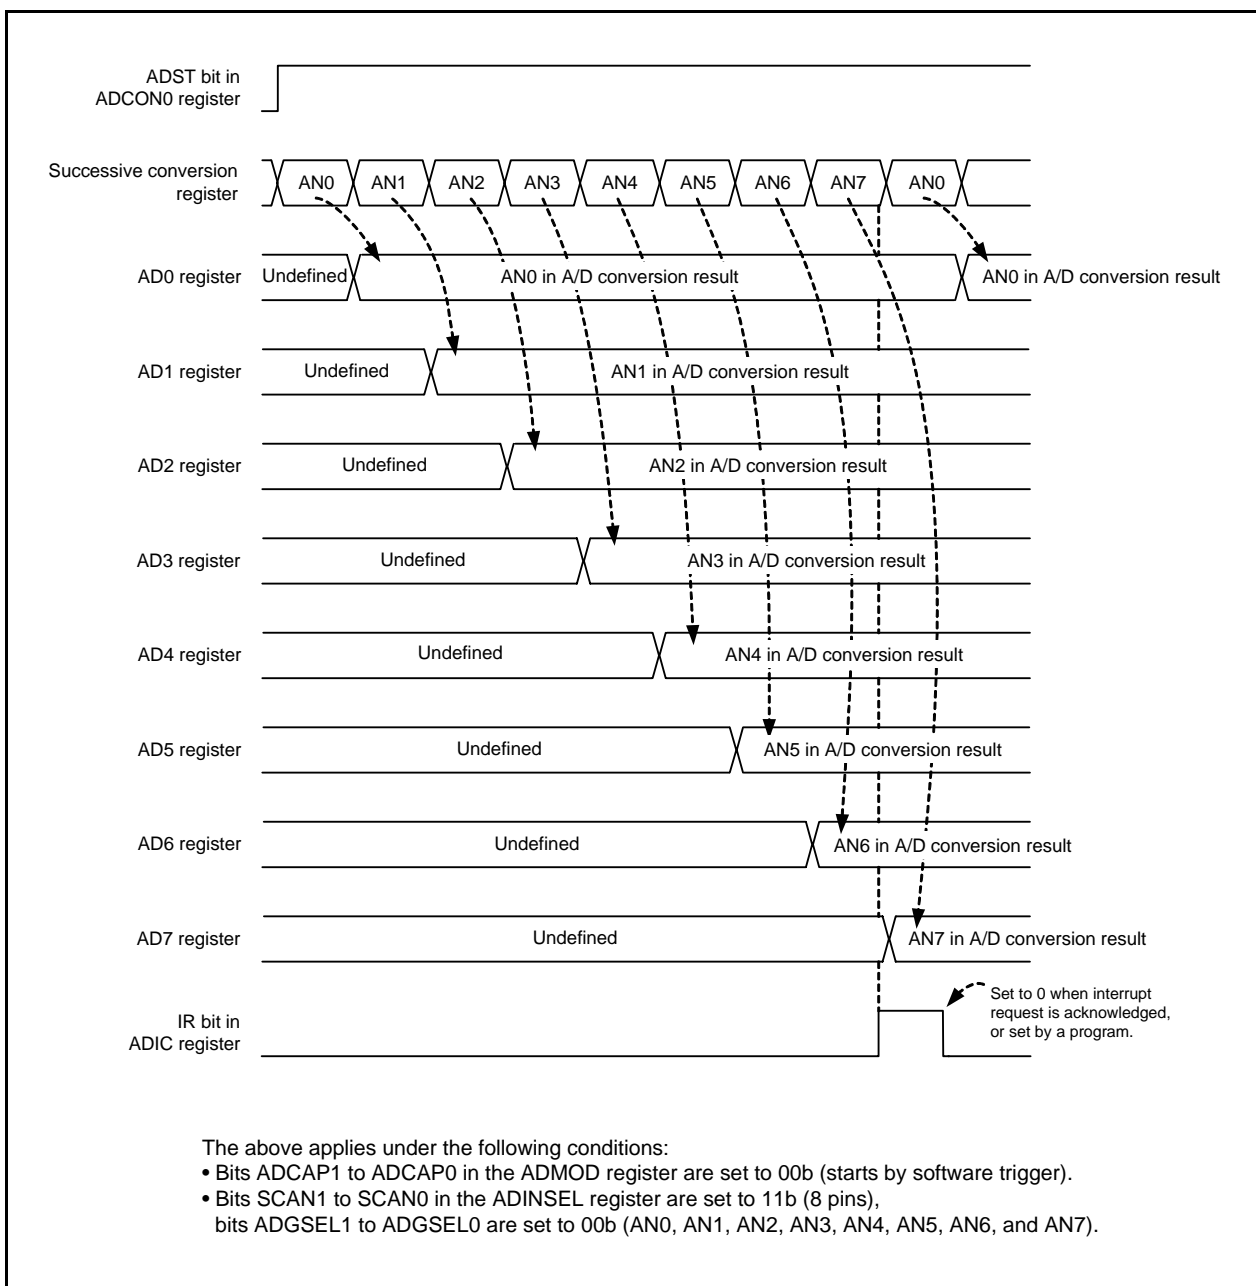 ADST bit in
ADCON0 register
Successive conversion
register
AN0 AN1 AN2 AN3 AN4 AN5 AN6 AN7 AN0
AD0 register
Undefined AN0 in A/D conversion result AN0 in A/D conversion result
AD1 register
Undefined AN1 in A/D conversion result
AD2 register
Undefined AN2 in A/D conversion result
AD3 register
Undefined AN3 in A/D conversion result
AD4 register
Undefined AN4 in A/D conversion result
AD5 register
Undefined AN5 in A/D conversion result
AD6 register
Undefined AN6 in A/D conversion result
AD7 register
Undefined AN7 in A/D conversion result
IR bit in
ADIC register
Set to 0 when interrupt
request is acknowledged,
or set by a program.
The above applies under the following conditions:
• Bits ADCAP1 to ADCAP0 in the ADMOD register are set to 00b (starts by software trigger).
• Bits SCAN1 to SCAN0 in the ADINSEL register are set to 11b (8 pins),
bits ADGSEL1 to ADGSEL0 are set to 00b (AN0, AN1, AN2, AN3, AN4, AN5, AN6, and AN7).